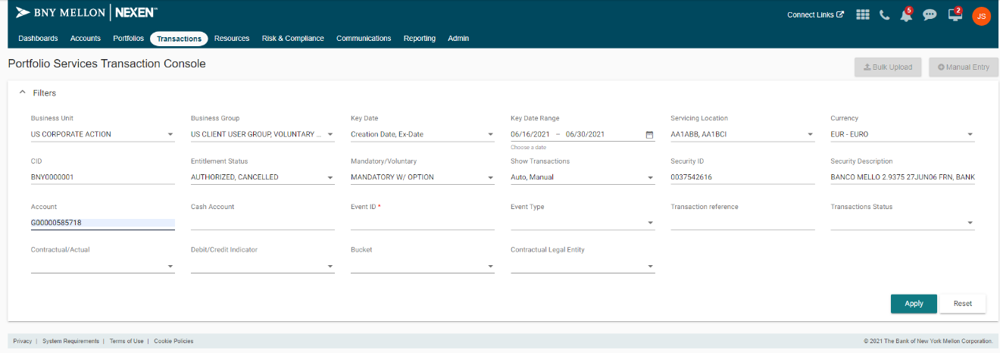 BNY MELLON | NEXEN℠
Connect Links 5 2 JS
Dashboards Accounts Portfolios Transactions Resources Risk & Compliance Communications Reporting Admin
Portfolio Services Transaction Console
Bulk Upload Manual Entry
Filters
Business Unit Business Group Key Date Key Date Range Servicing Location Currency
US CORPORATE ACTION US CLIENT USER GROUP, VOLUNTARY ... Creation Date, Ex-Date 06/16/2021 – 06/30/2021 AA1ABB, AA1BCI EUR - EURO
Choose a date
CID Entitlement Status Mandatory/Voluntary Show Transactions Security ID Security Description
BNY0000001 AUTHORIZED, CANCELLED MANDATORY W/ OPTION Auto, Manual 0037542616 BANCO MELLO 2.9375 27JUN06 FRN, BANK
Account Cash Account Event ID * Event Type Transaction reference Transactions Status
G00000585718
Contractual/Actual Debit/Credit Indicator Bucket Contractual Legal Entity
Apply Reset
Privacy | System Requirements | Terms of Use | Cookie Policies © 2021 The Bank of New York Mellon Corporation.